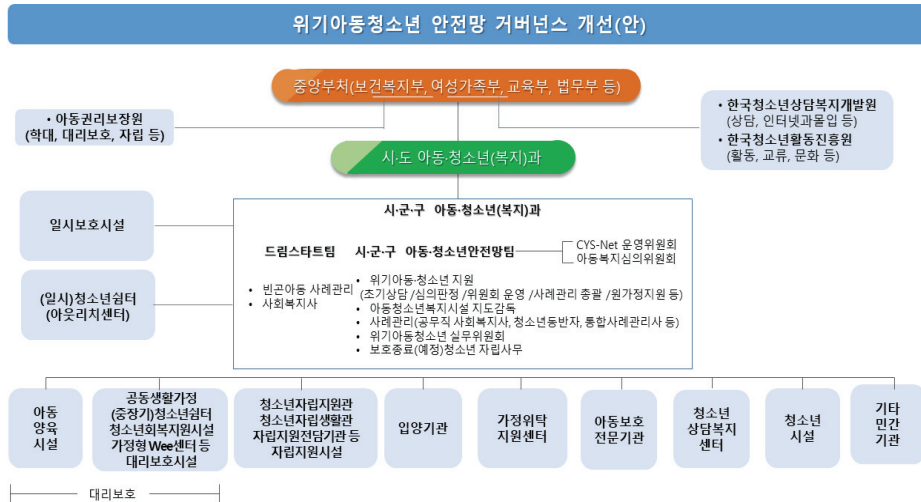 위기아동청소년 안전망 거버넌스 개선(안)
중앙부처(보건복지부, 여성가족부, 교육부, 법무부 등)
• 아동권리보장원
(학대, 대리보호, 자립 등)
• 한국청소년상담복지개발원
(상담, 인터넷과몰입 등)
• 한국청소년활동진흥원
(활동, 교류, 문화 등)
시·도 아동·청소년(복지)과
일시보호시설
(일시)청소년쉼터
(아웃리치센터)
시·군·구 아동·청소년(복지)과
드림스타트팀
• 빈곤아동 사례관리
• 사회복지사
시·군·구 아동·청소년안전망팀
CYS-Net 운영위원회
아동복지심의위원회
• 위기아동·청소년 지원
(초기상담 /심의판정 /위원회 운영 /사례관리 총괄 /원가정지원 등)
• 아동청소년복지시설 지도감독
• 사례관리(공무직 사회복지사, 청소년동반자, 통합사례관리사 등)
• 위기아동청소년 실무위원회
• 보호종료(예정)청소년 자립사무
아동
양육
시설
공동생활가정
(중장기)청소년쉼터
청소년회복지원시설
가정형 Wee센터 등
대리보호시설
청소년자립지원관
청소년자립생활관
자립지원전담기관 등
자립지원시설
입양기관
가정위탁
지원센터
아동보호
전문기관
청소년
상담복지
센터
청소년
시설
기타
민간
기관
대리보호